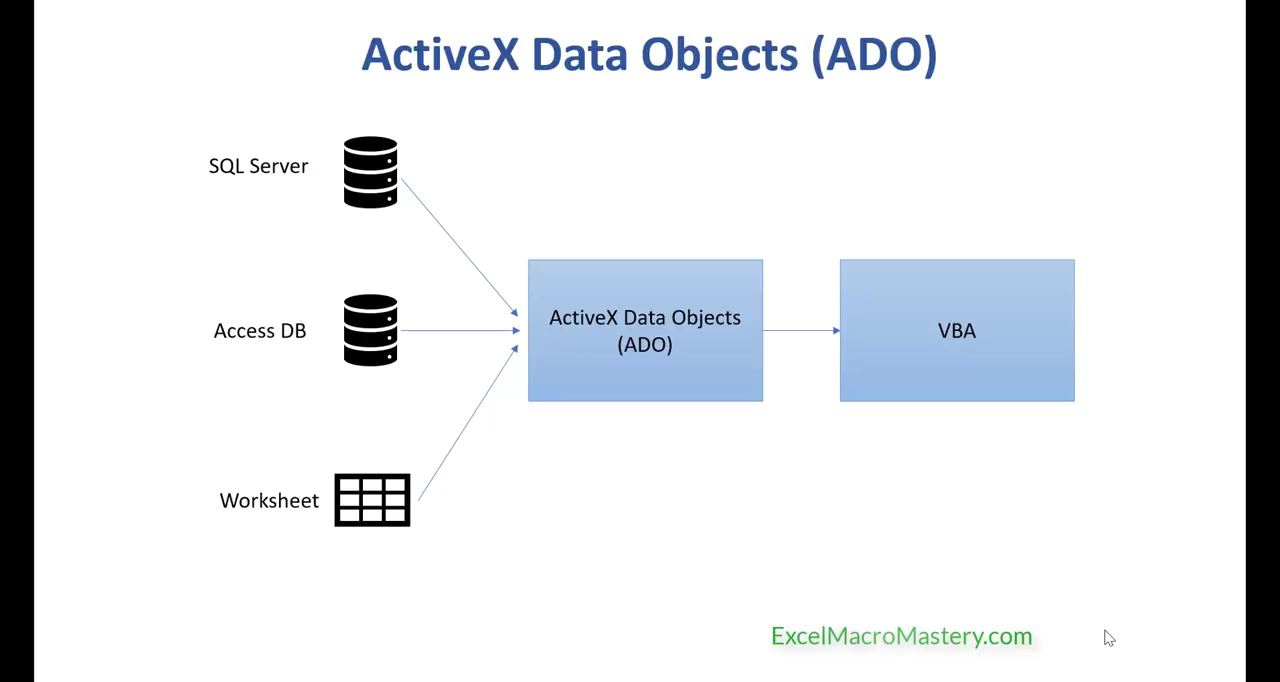 ActiveX Data Objects (ADO)
SQL Server
Access DB
ActiveX Data Objects
(ADO)
VBA
Worksheet
ExcelMacroMastery.com